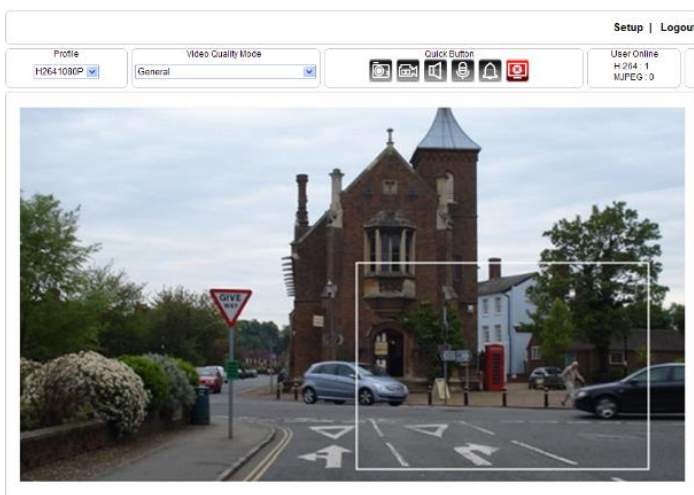 Setup | Logout
Profile
Video Quality Mode
Quick Button
User Online
H2641080P
General
H.264 : 1
MJPEG : 0
GIVE
WAY